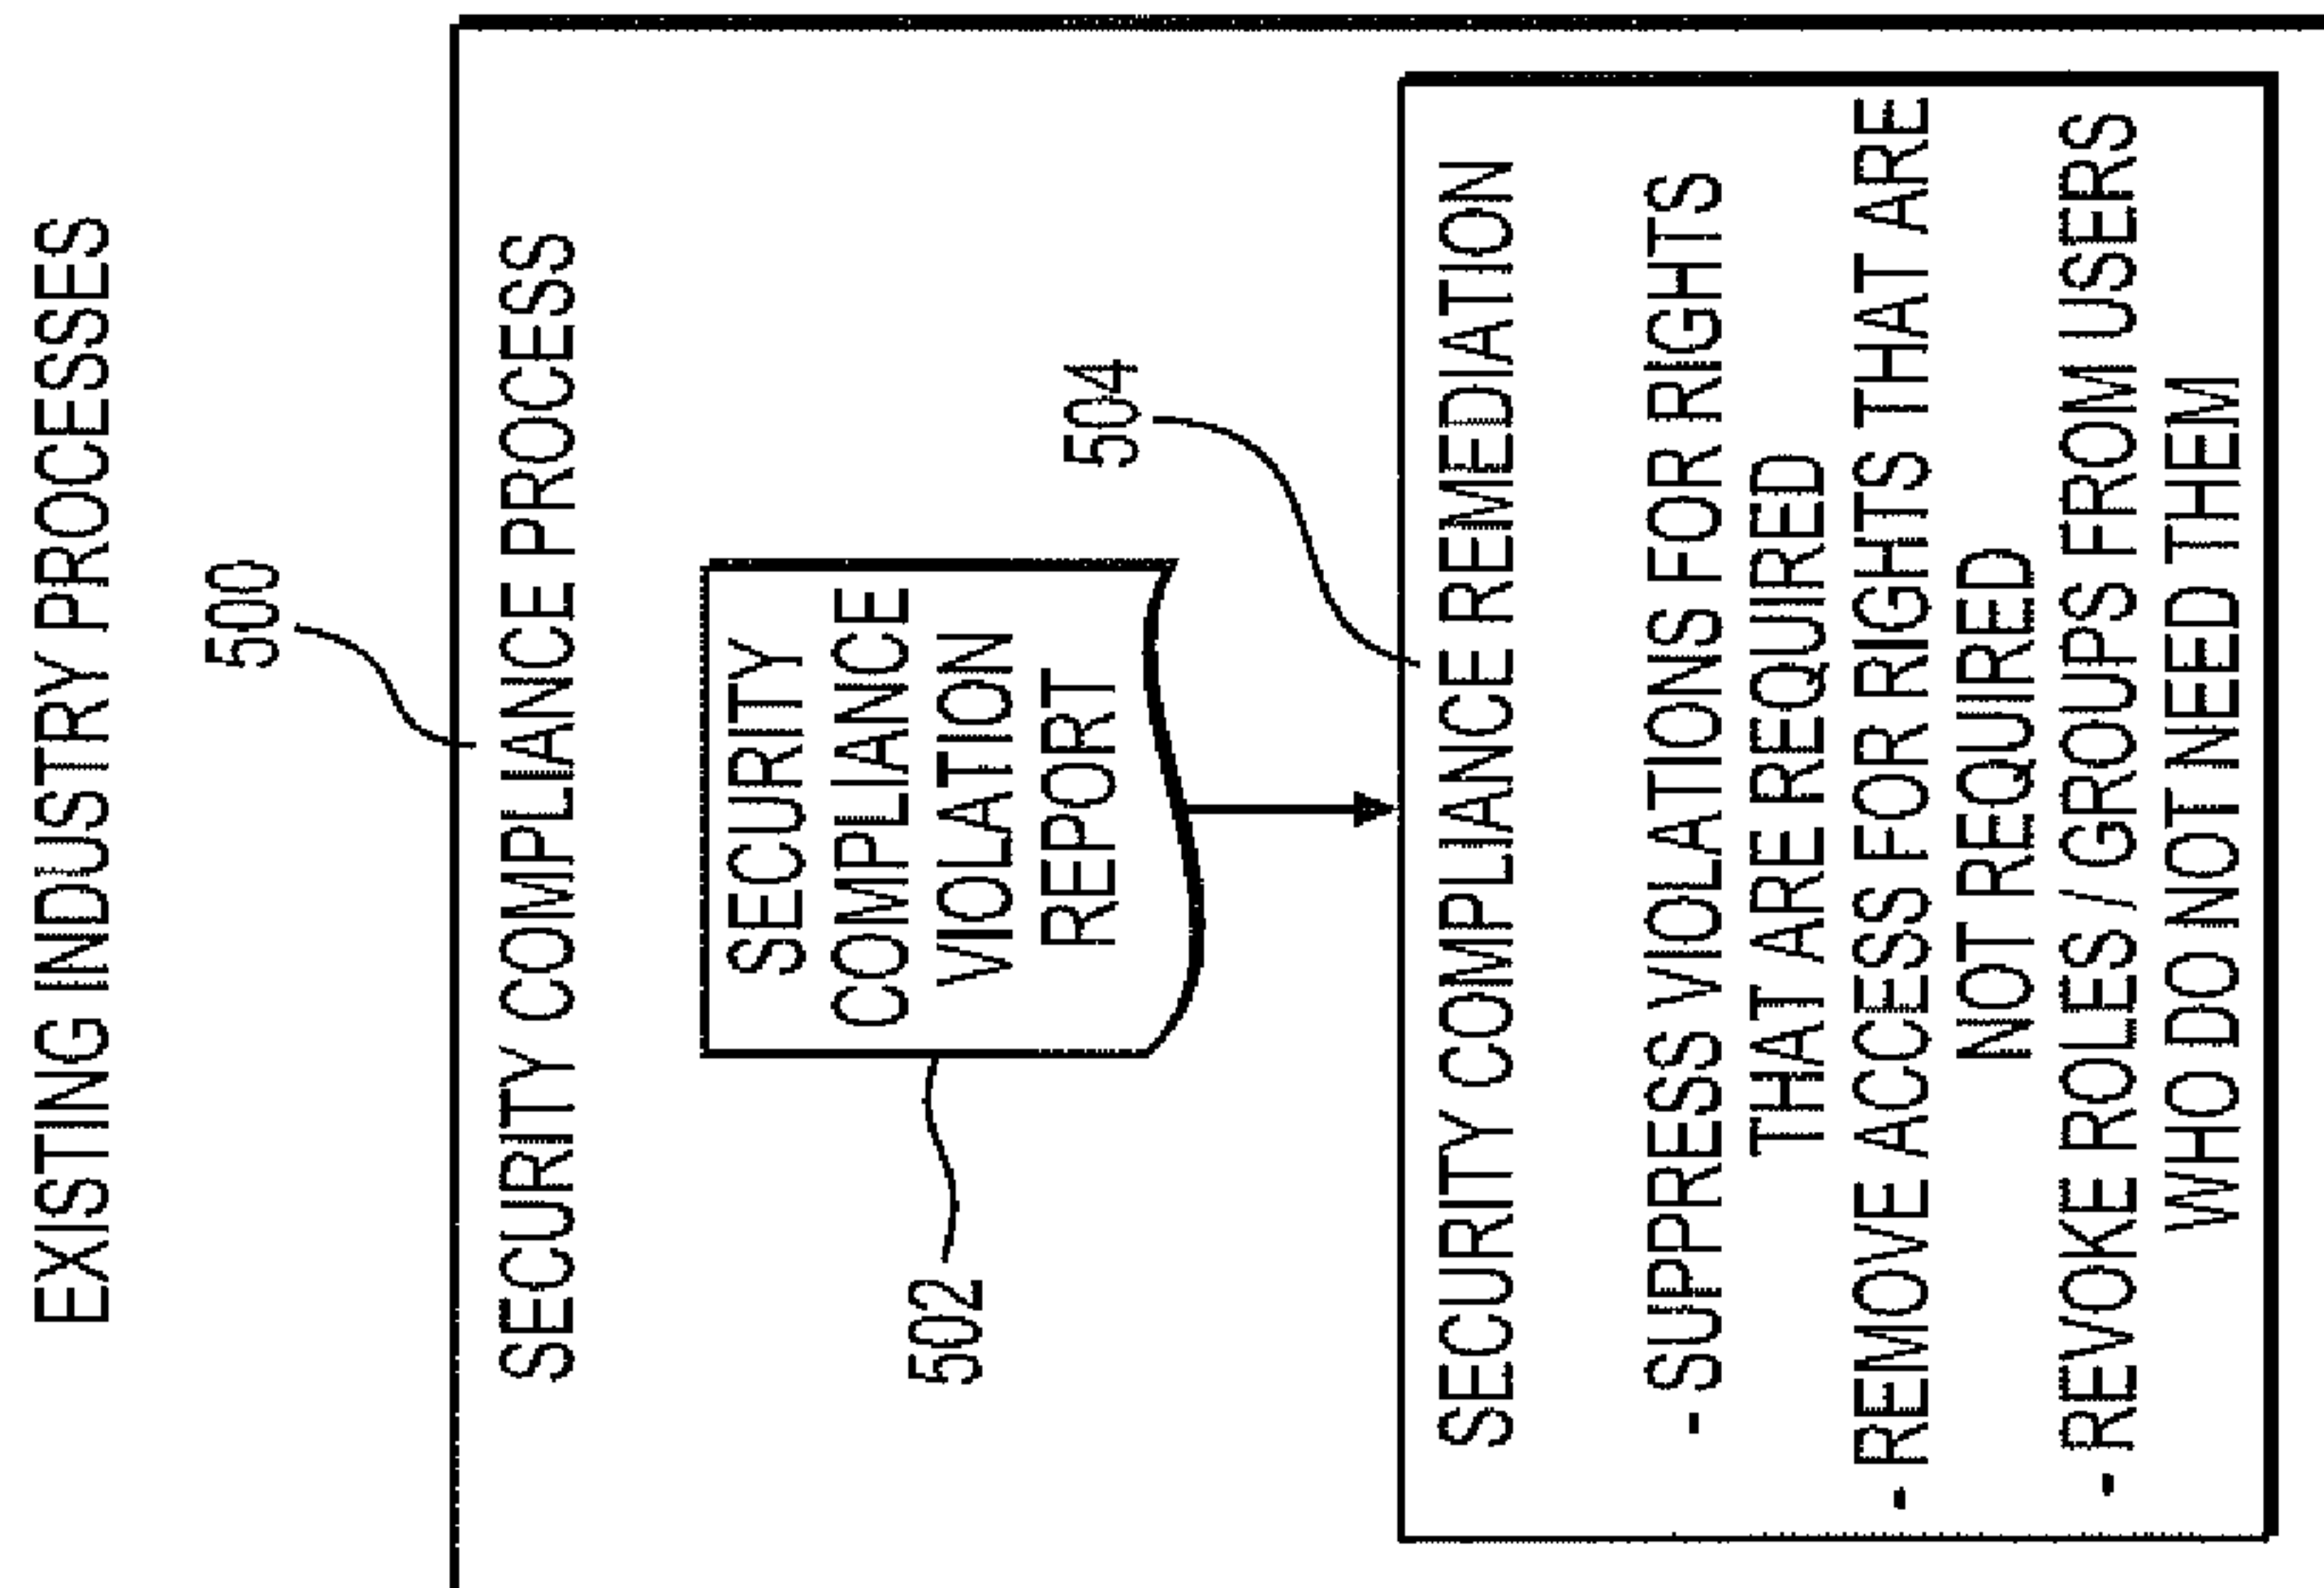 EXISTING INDUSTRY PROCESSES
500
SECURITY COMPLIANCE PROCESS
SECURITY
COMPLIANCE
VIOLATION
REPORT
502
504
SECURITY COMPLIANCE REMEDIATION
- SUPPRESS VIOLATIONS FOR RIGHTS
THAT ARE REQUIRED
- REMOVE ACCESS FOR RIGHTS THAT ARE
NOT REQUIRED
- REVOKE ROLES / GROUPS FROM USERS
WHO DO NOT NEED THEM